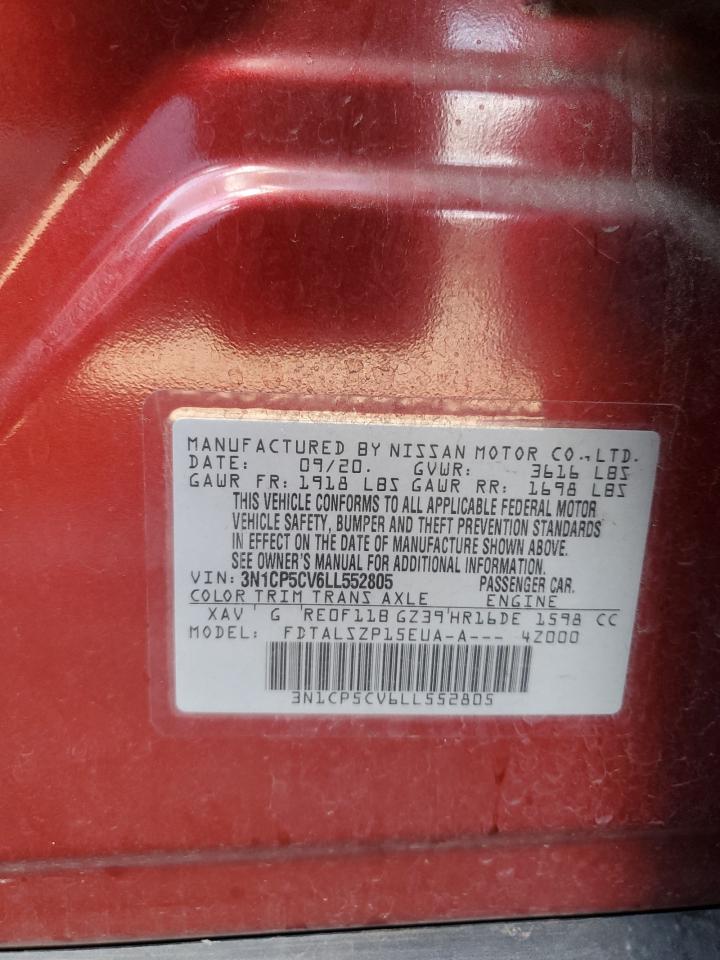 MANUFACTURED BY NISSAN MOTOR CO., LTD.
DATE: 09/20. GVWR: 3616 LBS
GAWR FR: 1918 LBS GAWR RR: 1698 LBS
THIS VEHICLE CONFORMS TO ALL APPLICABLE FEDERAL MOTOR
VEHICLE SAFETY, BUMPER AND THEFT PREVENTION STANDARDS
IN EFFECT ON THE DATE OF MANUFACTURE SHOWN ABOVE.
SEE OWNER'S MANUAL FOR ADDITIONAL INFORMATION.
VIN: 3N1CP5CV6LL552805 PASSENGER CAR.
COLOR TRIM TRANS AXLE ENGINE
XAV G RE0F11B GZ39 HR16DE 1598 CC
MODEL: FDTALSZP15EUA-A--- 4Z000
3N1CP5CV6LL552805